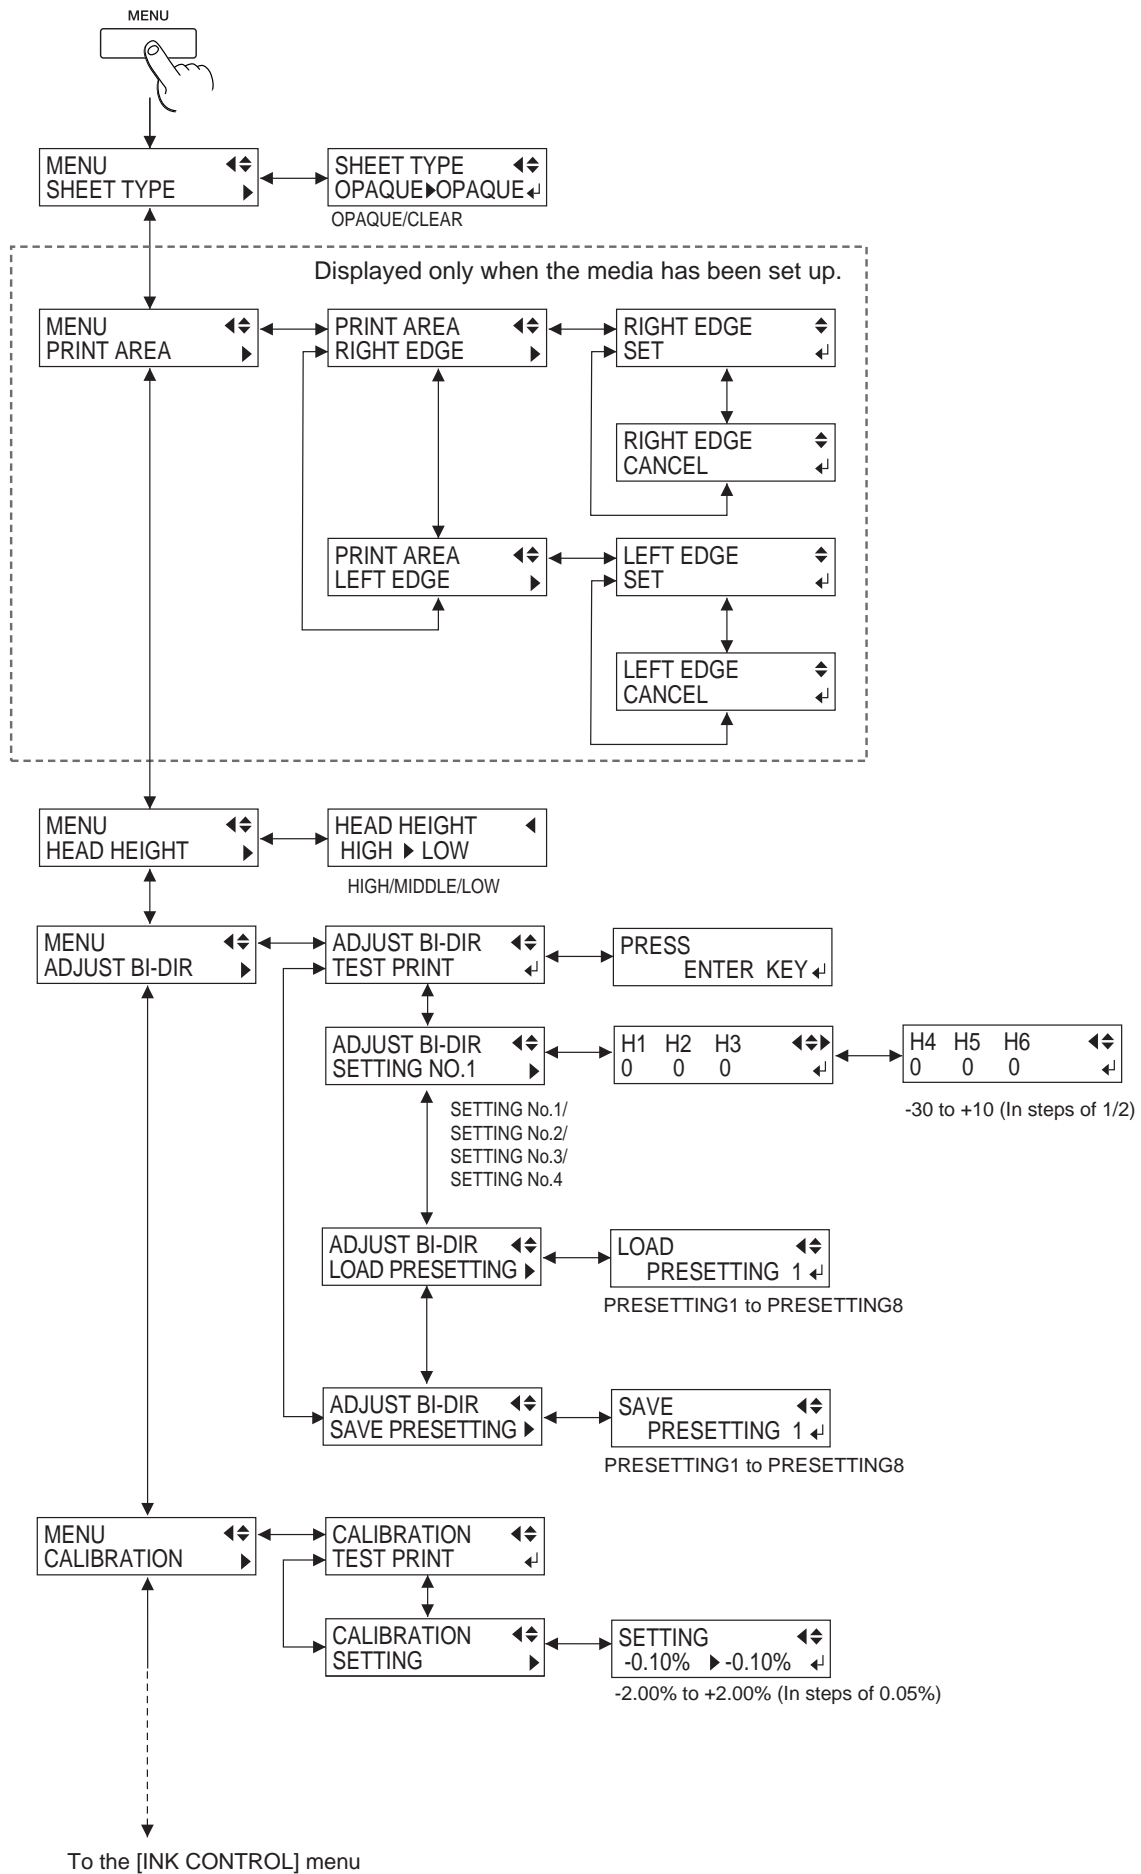 MENU
MENU
SHEET TYPE
SHEET TYPE
OPAQUE▶OPAQUE
OPAQUE/CLEAR
Displayed only when the media has been set up.
MENU
PRINT AREA
PRINT AREA
RIGHT EDGE
RIGHT EDGE
SET
RIGHT EDGE
CANCEL
PRINT AREA
LEFT EDGE
LEFT EDGE
SET
LEFT EDGE
CANCEL
MENU
HEAD HEIGHT
HEAD HEIGHT
HIGH ▶ LOW
HIGH/MIDDLE/LOW
MENU
ADJUST BI-DIR
ADJUST BI-DIR
TEST PRINT
PRESS
ENTER KEY
ADJUST BI-DIR
SETTING NO.1
H1 H2 H3
0 0 0
H4 H5 H6
0 0 0
-30 to +10 (In steps of 1/2)
SETTING No.1/
SETTING No.2/
SETTING No.3/
SETTING No.4
ADJUST BI-DIR
LOAD PRESETTING
LOAD
PRESETTING 1
PRESETTING1 to PRESETTING8
ADJUST BI-DIR
SAVE PRESETTING
SAVE
PRESETTING 1
PRESETTING1 to PRESETTING8
MENU
CALIBRATION
CALIBRATION
TEST PRINT
CALIBRATION
SETTING
SETTING
-0.10% ▶-0.10%
-2.00% to +2.00% (In steps of 0.05%)
To the [INK CONTROL] menu